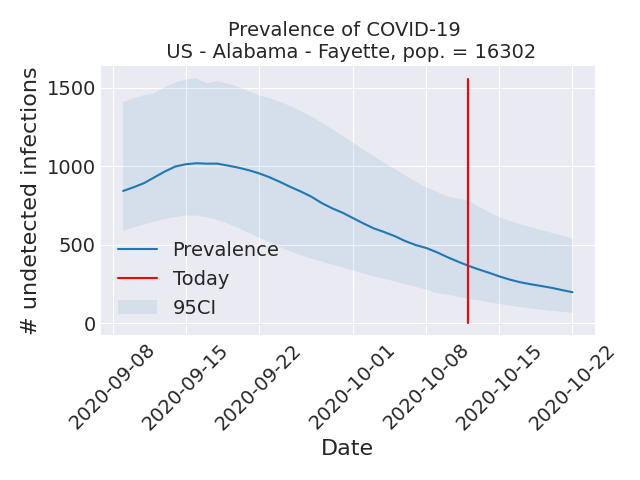 Prevalence of COVID-19
US - Alabama - Fayette, pop. = 16302
# undetected infections
1500
1000
500
0
Prevalence
Today
95CI
2020-09-08
2020-09-15
2020-09-22
2020-10-01
2020-10-08
2020-10-15
2020-10-22
Date